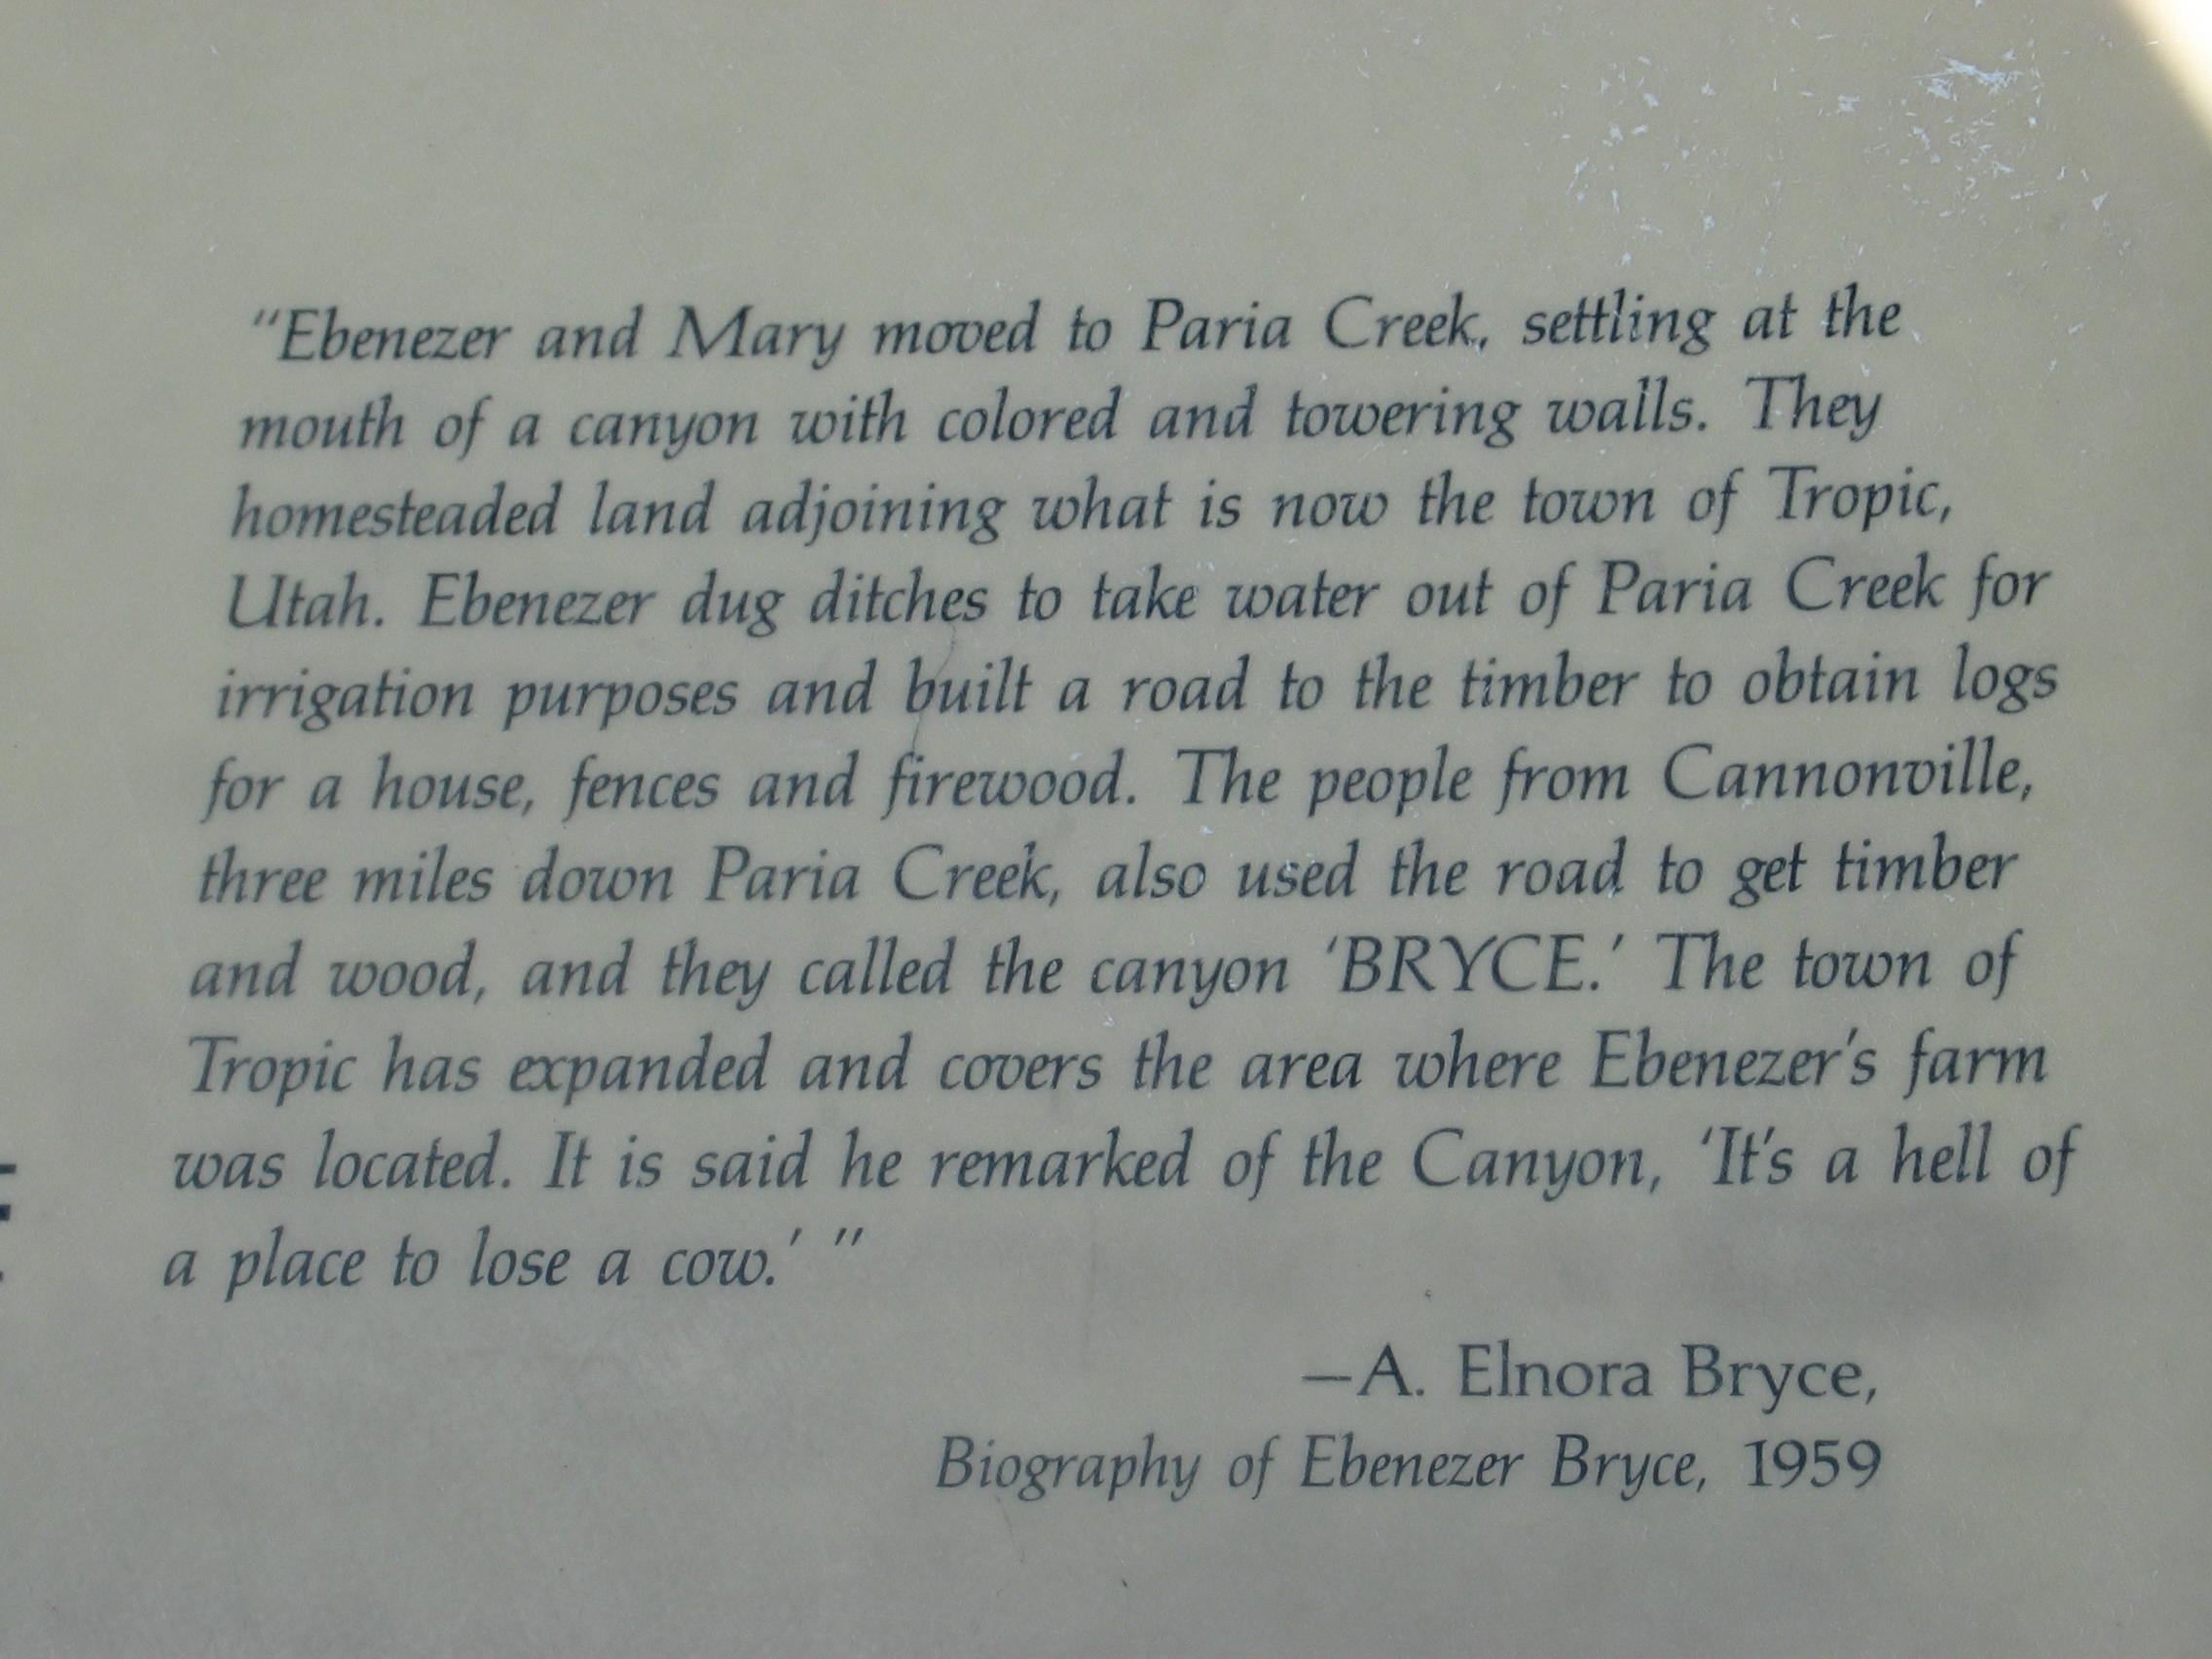 "Ebenezer and Mary moved to Paria Creek, settling at the
mouth of a canyon with colored and towering walls. They
homesteaded land adjoining what is now the town of Tropic,
Utah. Ebenezer dug ditches to take water out of Paria Creek for
irrigation purposes and built a road to the timber to obtain logs
for a house, fences and firewood. The people from Cannonville,
three miles down Paria Creek, also used the road to get timber
and wood, and they called the canyon 'BRYCE.' The town of
Tropic has expanded and covers the area where Ebenezer's farm
was located. It is said he remarked of the Canyon, 'It's a hell of
a place to lose a cow.' "
—A. Elnora Bryce,
Biography of Ebenezer Bryce, 1959